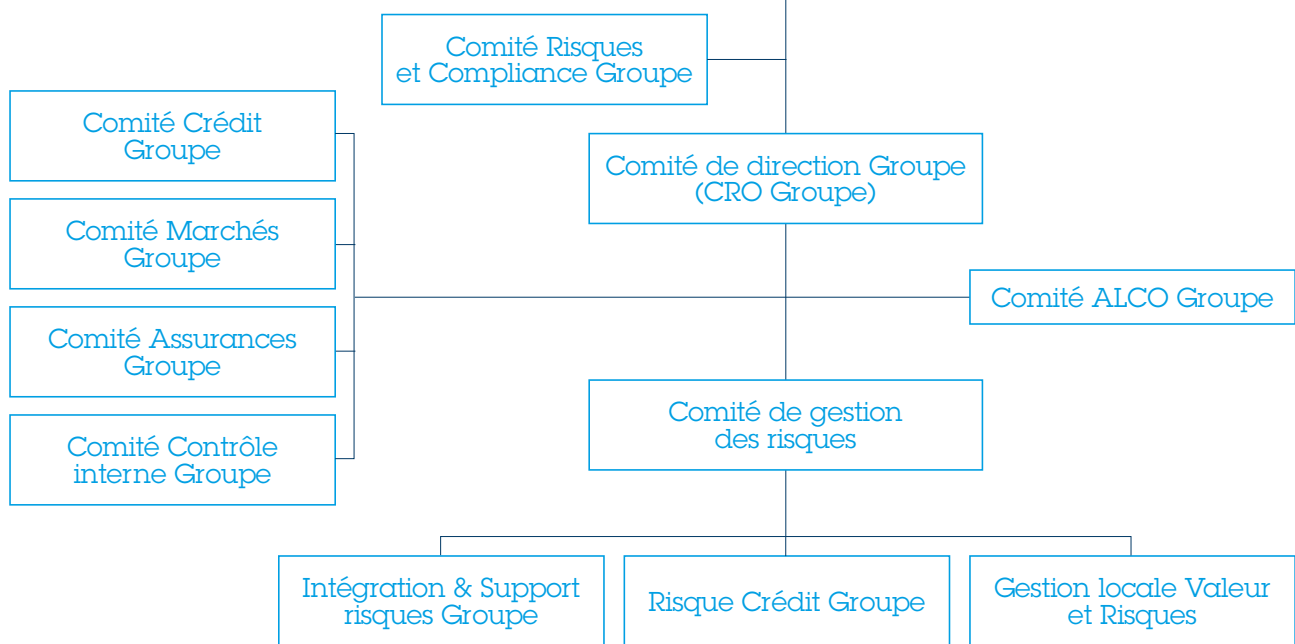 Comité Risques
et Compliance Groupe
Comité Crédit
Groupe
Comité de direction Groupe
(CRO Groupe)
Comité Marchés
Groupe
Comité ALCO Groupe
Comité Assurances
Groupe
Comité de gestion
des risques
Comité Contrôle
interne Groupe
Intégration & Support
risques Groupe
Risque Crédit Groupe
Gestion locale Valeur
et Risques